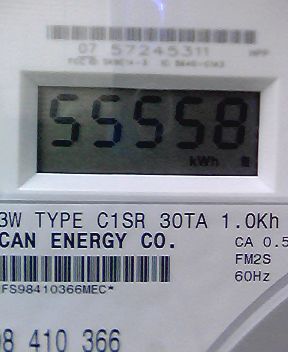 07 57245311
55558
kWh
3W TYPE C1SR 30TA 1.0Kh
CAN ENERGY CO.
CA 0.5
FM2S
60Hz
FS98410366MEC*
98 410 366